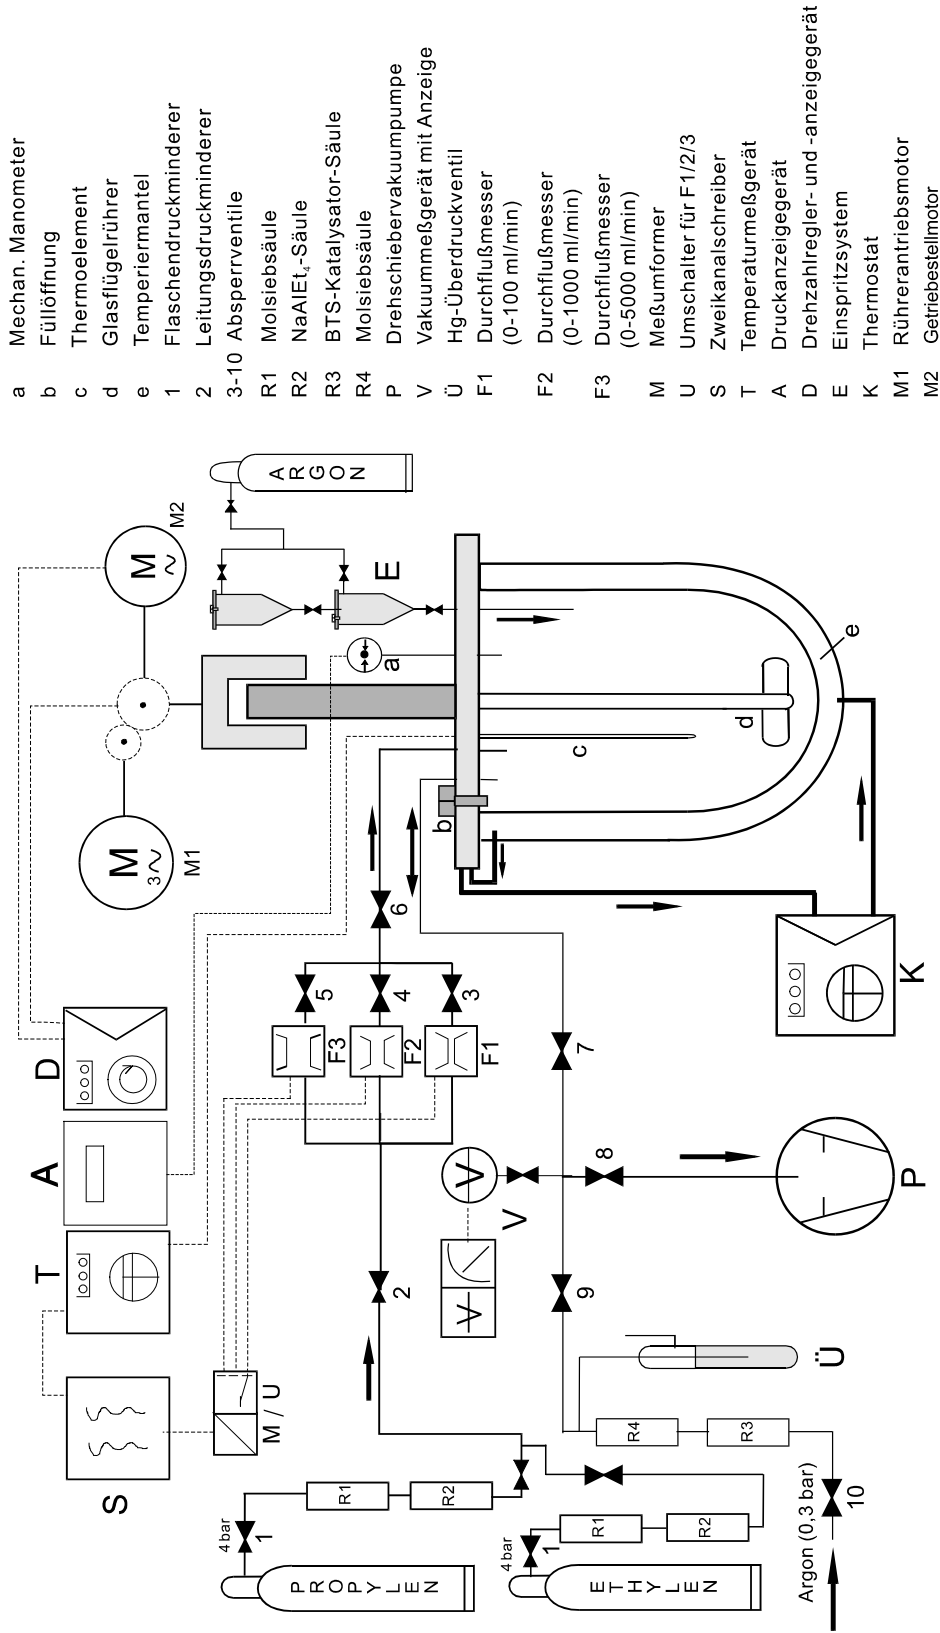 S
T
A
D
M
3
M1
M
M2
a Mechan. Manometer
b Füllöffnung
c Thermoelement
d Glasflügelrührer
e Temperiermantel
1 Flaschendruckminderer
2 Leitungsdruckminderer
3-10 Absperrventile
R1 Molsiebsäule
R2 NaAlEt₄-Säule
R3 BTS-Katalysator-Säule
R4 Molsiebsäule
P Drehschiebervakuumpumpe
V Vakuummeßgerät mit Anzeige
Ü Hg-Überdruckventil
F1 Durchflußmesser
(0-100 ml/min)
F2 Durchflußmesser
(0-1000 ml/min)
F3 Durchflußmesser
(0-5000 ml/min)
M Meßumformer
U Umschalter für F1/2/3
S Zweikanalschreiber
T Temperaturmeßgerät
A Druckanzeigegerät
D Drehzahlregler- und -anzeigegerät
E Einspritzsystem
K Thermostat
M1 Rührerantriebsmotor
M2 Getriebestellmotor
ARGON
E
a
b
c
d
e
M / U
F3
F2
F1
5
4
3
6
2
7
8
9
10
V
V
V
P
K
Ü
4 bar
1
PROPYLEN
R1
R2
4 bar
1
ETHYLEN
R1
R2
R4
R3
Argon (0,3 bar)